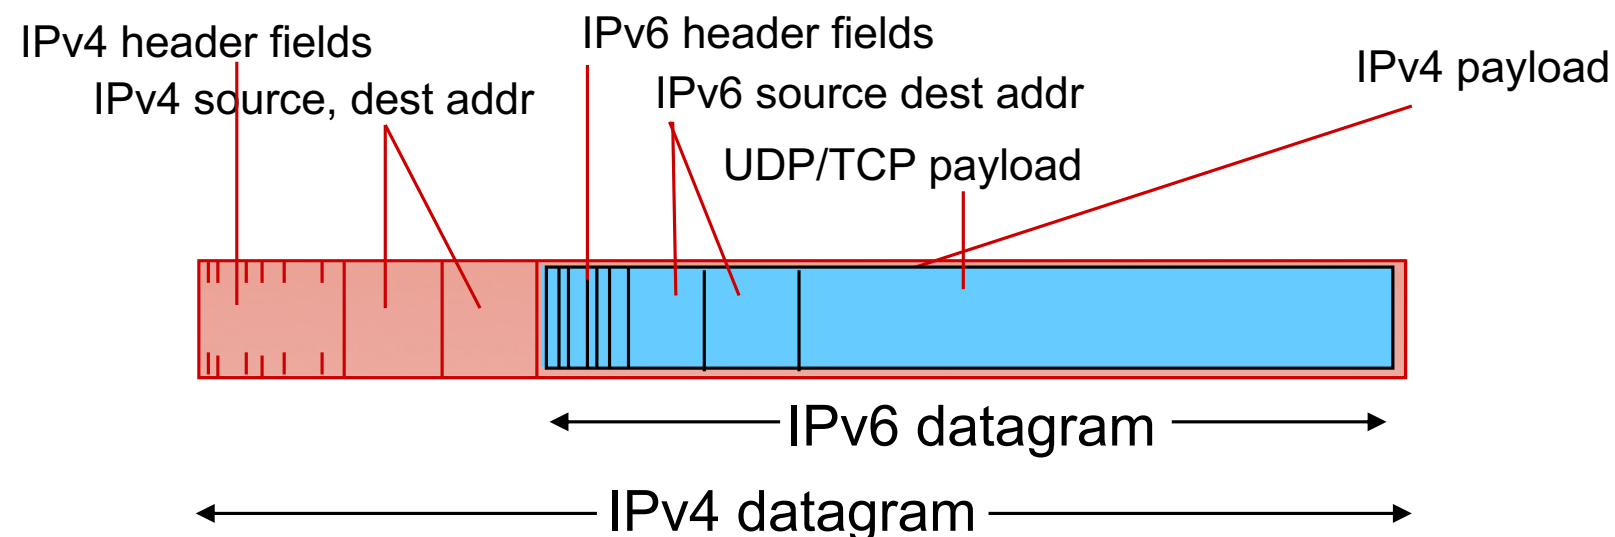 IPv4 header fields
IPv4 source, dest addr
IPv6 header fields
IPv6 source dest addr
UDP/TCP payload
IPv4 payload
IPv6 datagram
IPv4 datagram